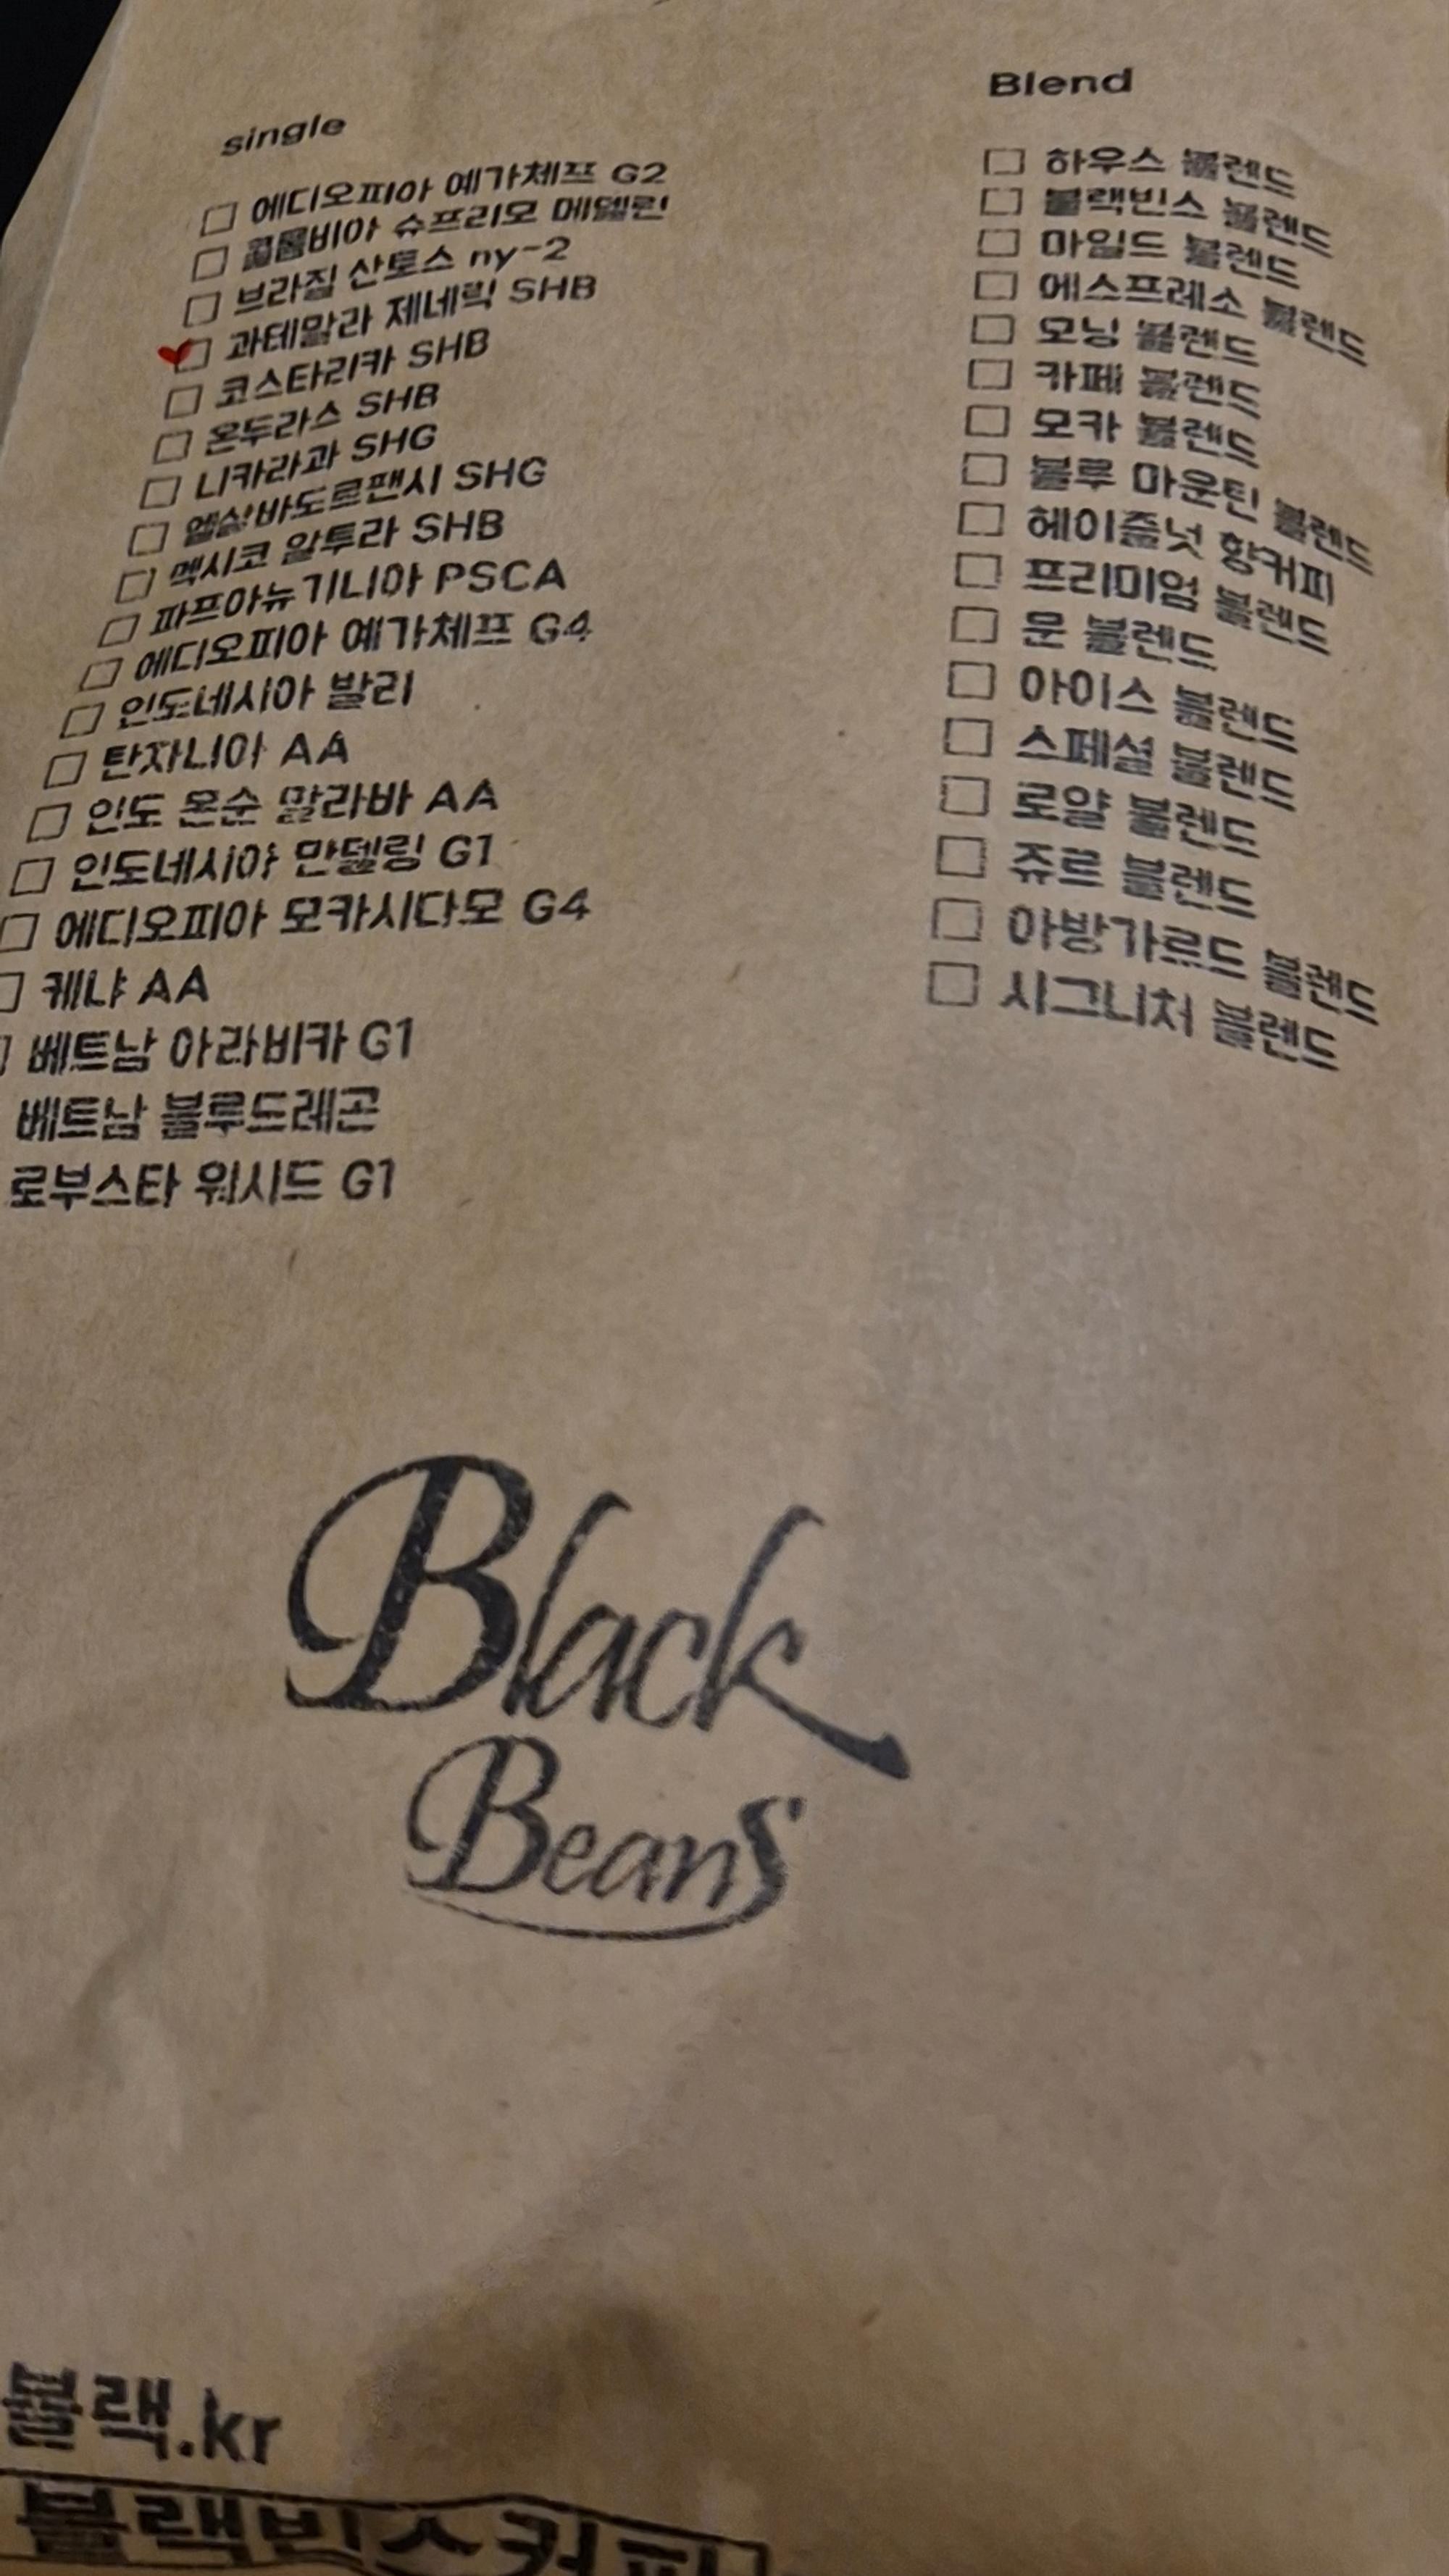 single
에디오피아 예가체프 G2
콜롬비아 슈프리모 메델린
브라질 산토스 ny-2
과테말라 제네릭 SHB
코스타리카 SHB
온두라스 SHB
니카라과 SHG
엘살바도르팬시 SHG
멕시코 알투라 SHB
파프아뉴기니아 PSCA
에디오피아 예가체프 G4
인도네시아 발리
탄자니아 AA
인도 몬순 말라바 AA
인도네시아 만델링 G1
에디오피아 모카시다모 G4
케냐 AA
베트남 아라비카 G1
베트남 블루드레곤
로부스타 워시드 G1
Blend
하우스 블렌드
블랙빈스 블렌드
마일드 블렌드
에스프레소 블렌드
모닝 블렌드
카페 블렌드
모카 블렌드
블루 마운틴 블렌드
헤이즐넛 향커피
프리미엄 블렌드
문 블렌드
아이스 블렌드
스페셜 블렌드
로얄 블렌드
쥬르 블렌드
아방가르드 블렌드
시그니처 블렌드
Black
Beans
블랙.kr
블랙빈스커피